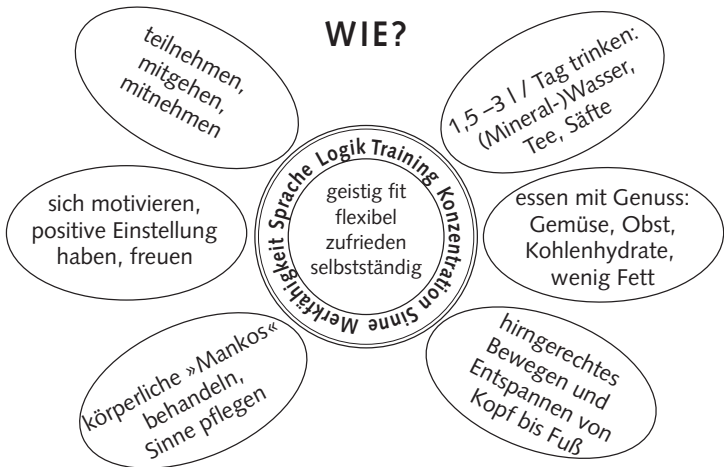 WIE?
teilnehmen,
mitgehen,
mitnehmen
1,5 –3 l / Tag trinken:
(Mineral-)Wasser,
Tee, Säfte
sich motivieren,
positive Einstellung
haben, freuen
Merkfähigkeit Sprache Logik Training Konzentration Sinne
geistig fit
flexibel
zufrieden
selbstständig
essen mit Genuss:
Gemüse, Obst,
Kohlenhydrate,
wenig Fett
körperliche »Mankos«
behandeln,
Sinne pflegen
hirngerechtes
Bewegen und
Entspannen von
Kopf bis Fuß